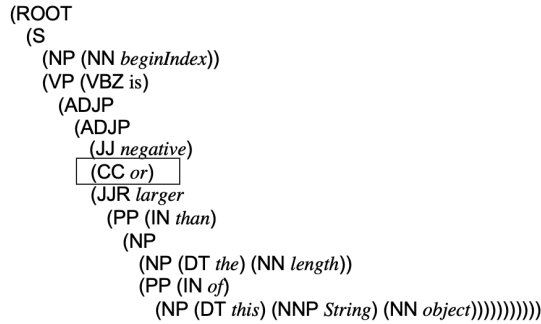 (ROOT
(S
(NP (NN beginIndex))
(VP (VBZ is)
(ADJP
(ADJP
(JJ negative)
(CC or)
(JJR larger
(PP (IN than)
(NP
(NP (DT the) (NN length))
(PP (IN of)
(NP (DT this) (NNP String) (NN object)))))))))))